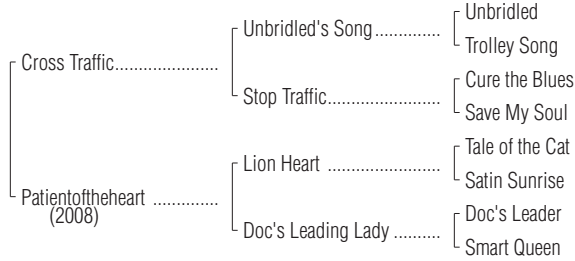 Unbridled
Unbridled's Song..............
Trolley Song
Cross Traffic......................
Cure the Blues
Stop Traffic........................
Save My Soul
Tale of the Cat
Lion Heart ........................
Satin Sunrise
Patientoftheheart ..............
(2008)
Doc's Leader
Doc's Leading Lady ..........
Smart Queen